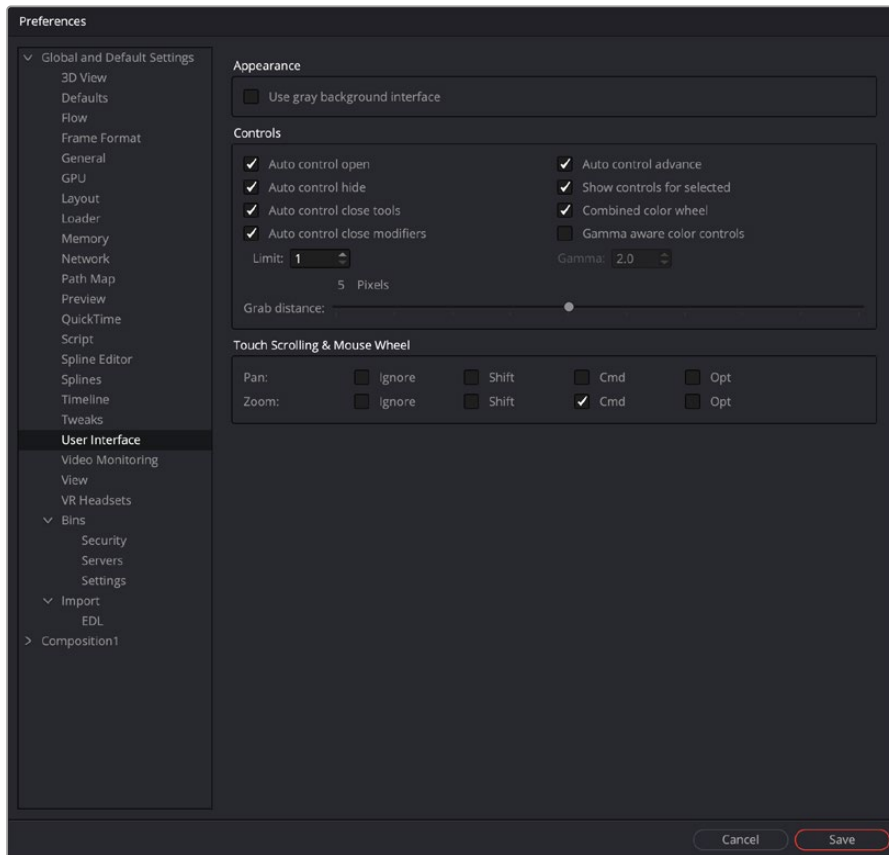 Preferences
Global and Default Settings
3D View
Defaults
Flow
Frame Format
General
GPU
Layout
Loader
Memory
Network
Path Map
Preview
QuickTime
Script
Spline Editor
Splines
Timeline
Tweaks
User Interface
Video Monitoring
View
VR Headsets
Bins
Security
Servers
Settings
Import
EDL
Composition1
Appearance
Use gray background interface
Controls
Auto control open
Auto control advance
Auto control hide
Show controls for selected
Auto control close tools
Combined color wheel
Auto control close modifiers
Gamma aware color controls
Limit: 1
Gamma: 2.0
5 Pixels
Grab distance:
Touch Scrolling & Mouse Wheel
Pan: Ignore Shift Cmd Opt
Zoom: Ignore Shift Cmd Opt
Cancel Save